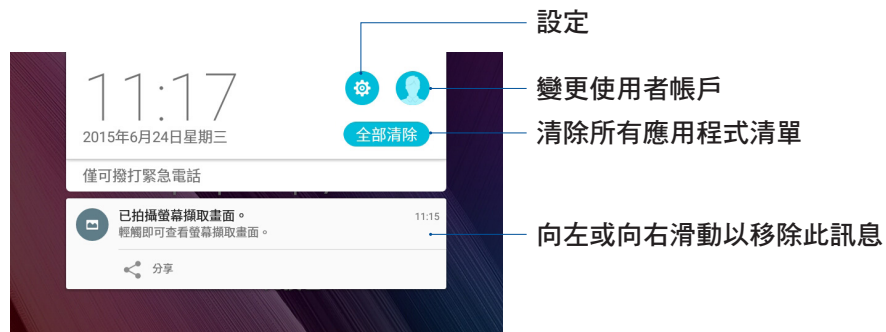 設定
11:17
變更使用者帳戶
2015年6月24日星期三
全部清除
清除所有應用程式清單
僅可撥打緊急電話
已拍攝螢幕擷取畫面。
11:15
輕觸即可查看螢幕擷取畫面。
向左或向右滑動以移除此訊息
分享